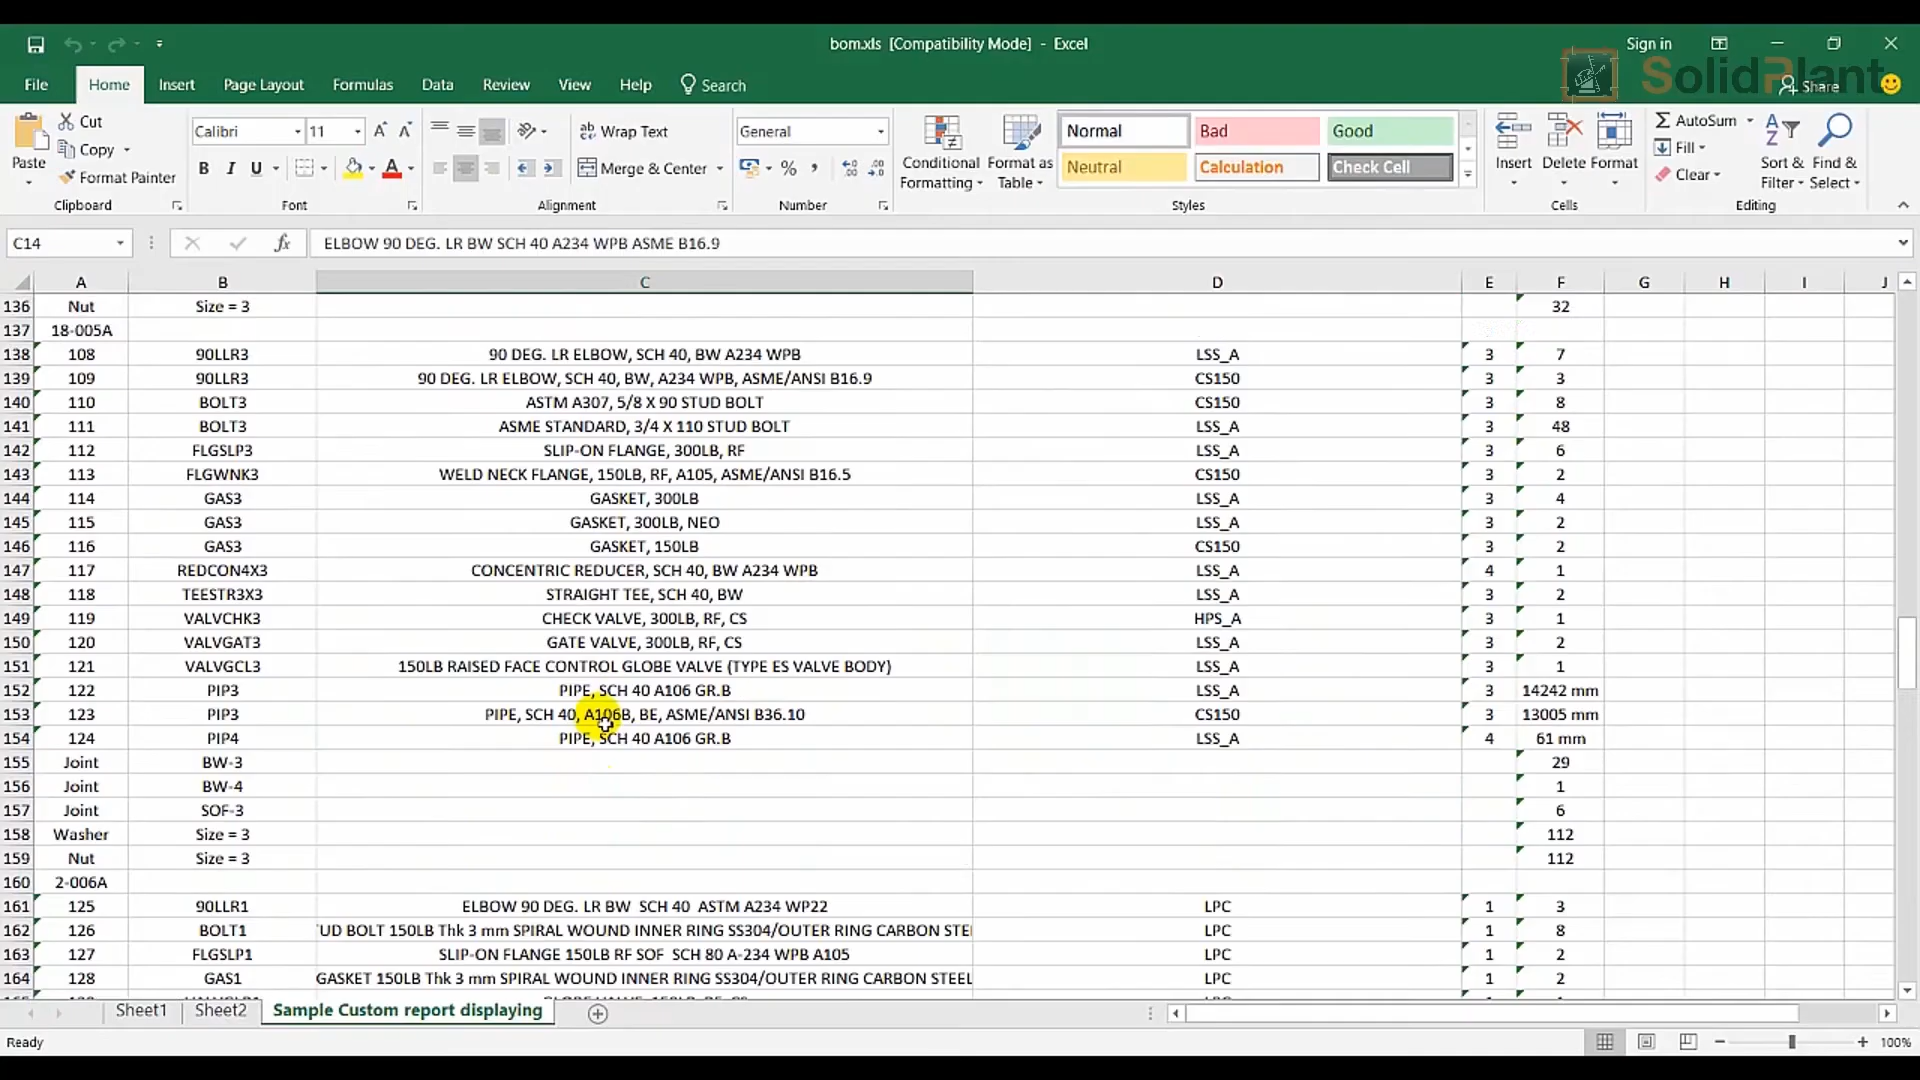 bom.xls [Compatibility Mode] - Excel
Sign in
SolidPlant
File Home Insert Page Layout Formulas Data Review View Help Search Share
Paste Cut Copy Format Painter Clipboard
Calibri 11 B I U A Font
Wrap Text Merge & Center Alignment
General % Number
Conditional Formatting Format as Table
Normal Bad Good
Neutral Calculation Check Cell
Styles
Insert Delete Format Cells
AutoSum Fill Clear Sort & Filter Find & Select Editing
C14 fx ELBOW 90 DEG. LR BW SCH 40 A234 WPB ASME B16.9
A B C D E F G H I J
136 Nut Size = 3 32
137 18-005A
138 108 90LLR3 90 DEG. LR ELBOW, SCH 40, BW A234 WPB LSS_A 3 7
139 109 90LLR3 90 DEG. LR ELBOW, SCH 40, BW, A234 WPB, ASME/ANSI B16.9 CS150 3 3
140 110 BOLT3 ASTM A307, 5/8 X 90 STUD BOLT CS150 3 8
141 111 BOLT3 ASME STANDARD, 3/4 X 110 STUD BOLT LSS_A 3 48
142 112 FLGSLP3 SLIP-ON FLANGE, 300LB, RF LSS_A 3 6
143 113 FLGWNK3 WELD NECK FLANGE, 150LB, RF, A105, ASME/ANSI B16.5 CS150 3 2
144 114 GAS3 GASKET, 300LB LSS_A 3 4
145 115 GAS3 GASKET, 300LB, NEO LSS_A 3 2
146 116 GAS3 GASKET, 150LB CS150 3 2
147 117 REDCON4X3 CONCENTRIC REDUCER, SCH 40, BW A234 WPB LSS_A 4 1
148 118 TEESTR3X3 STRAIGHT TEE, SCH 40, BW LSS_A 3 2
149 119 VALVCHK3 CHECK VALVE, 300LB, RF, CS HPS_A 3 1
150 120 VALVGAT3 GATE VALVE, 300LB, RF, CS LSS_A 3 2
151 121 VALVGCL3 150LB RAISED FACE CONTROL GLOBE VALVE (TYPE ES VALVE BODY) LSS_A 3 1
152 122 PIP3 PIPE, SCH 40 A106 GR.B LSS_A 3 14242 mm
153 123 PIP3 PIPE, SCH 40, A106B, BE, ASME/ANSI B36.10 CS150 3 13005 mm
154 124 PIP4 PIPE, SCH 40 A106 GR.B LSS_A 4 61 mm
155 Joint BW-3 29
156 Joint BW-4 1
157 Joint SOF-3 6
158 Washer Size = 3 112
159 Nut Size = 3 112
160 2-006A
161 125 90LLR1 ELBOW 90 DEG. LR BW SCH 40 ASTM A234 WP22 LPC 1 3
162 126 BOLT1 UD BOLT 150LB Thk 3 mm SPIRAL WOUND INNER RING SS304/OUTER RING CARBON STE LPC 1 8
163 127 FLGSLP1 SLIP-ON FLANGE 150LB RF SOF SCH 80 A-234 WPB A105 LPC 1 2
164 128 GAS1 GASKET 150LB Thk 3 mm SPIRAL WOUND INNER RING SS304/OUTER RING CARBON STEEL LPC 1 2
Sheet1 Sheet2 Sample Custom report displaying
Ready 100%